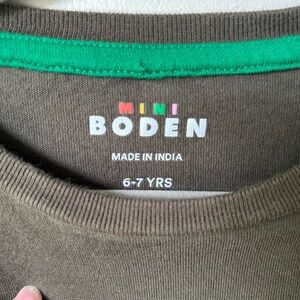 MINI
BODEN
MADE IN INDIA
6-7 YRS